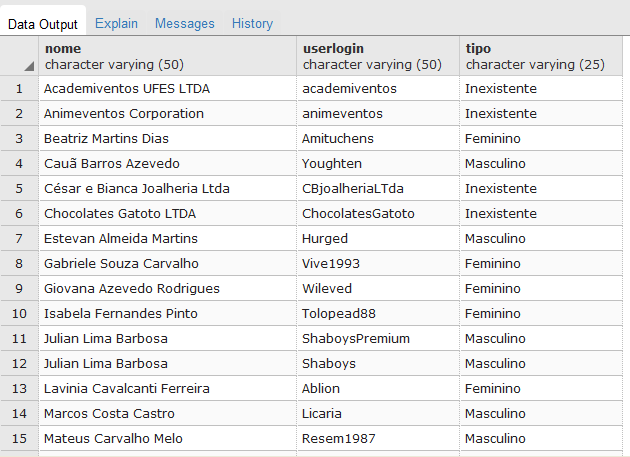 Data Output Explain Messages History
nome userlogin tipo
character varying (50) character varying (50) character varying (25)
1 Academiventos UFES LTDA academiventos Inexistente
2 Animeventos Corporation animeventos Inexistente
3 Beatriz Martins Dias Amituchens Feminino
4 Cauã Barros Azevedo Youghten Masculino
5 César e Bianca Joalheria Ltda CBjoalheriaLTda Inexistente
6 Chocolates Gatoto LTDA ChocolatesGatoto Inexistente
7 Estevan Almeida Martins Hurged Masculino
8 Gabriele Souza Carvalho Vive1993 Feminino
9 Giovana Azevedo Rodrigues Wileved Feminino
10 Isabela Fernandes Pinto Tolopead88 Feminino
11 Julian Lima Barbosa ShaboysPremium Masculino
12 Julian Lima Barbosa Shaboys Masculino
13 Lavinia Cavalcanti Ferreira Ablion Feminino
14 Marcos Costa Castro Licaria Masculino
15 Mateus Carvalho Melo Resem1987 Masculino